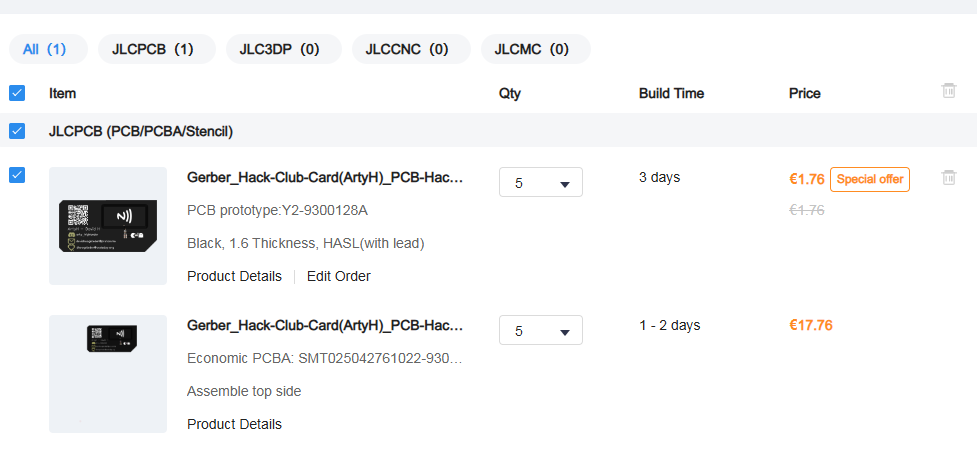 All (1) JLCPCB (1) JLC3DP (0) JLCCNC (0) JLCMC (0)
Item Qty Build Time Price
JLCPCB (PCB/PCBA/Stencil)
Gerber_Hack-Club-Card(ArtyH)_PCB-Hac... 5 3 days €1.76 Special offer
PCB prototype:Y2-9300128A €1.76
Black, 1.6 Thickness, HASL(with lead)
Product Details Edit Order
Gerber_Hack-Club-Card(ArtyH)_PCB-Hac... 5 1 - 2 days €17.76
Economic PCBA: SMT025042761022-930...
Assemble top side
Product Details